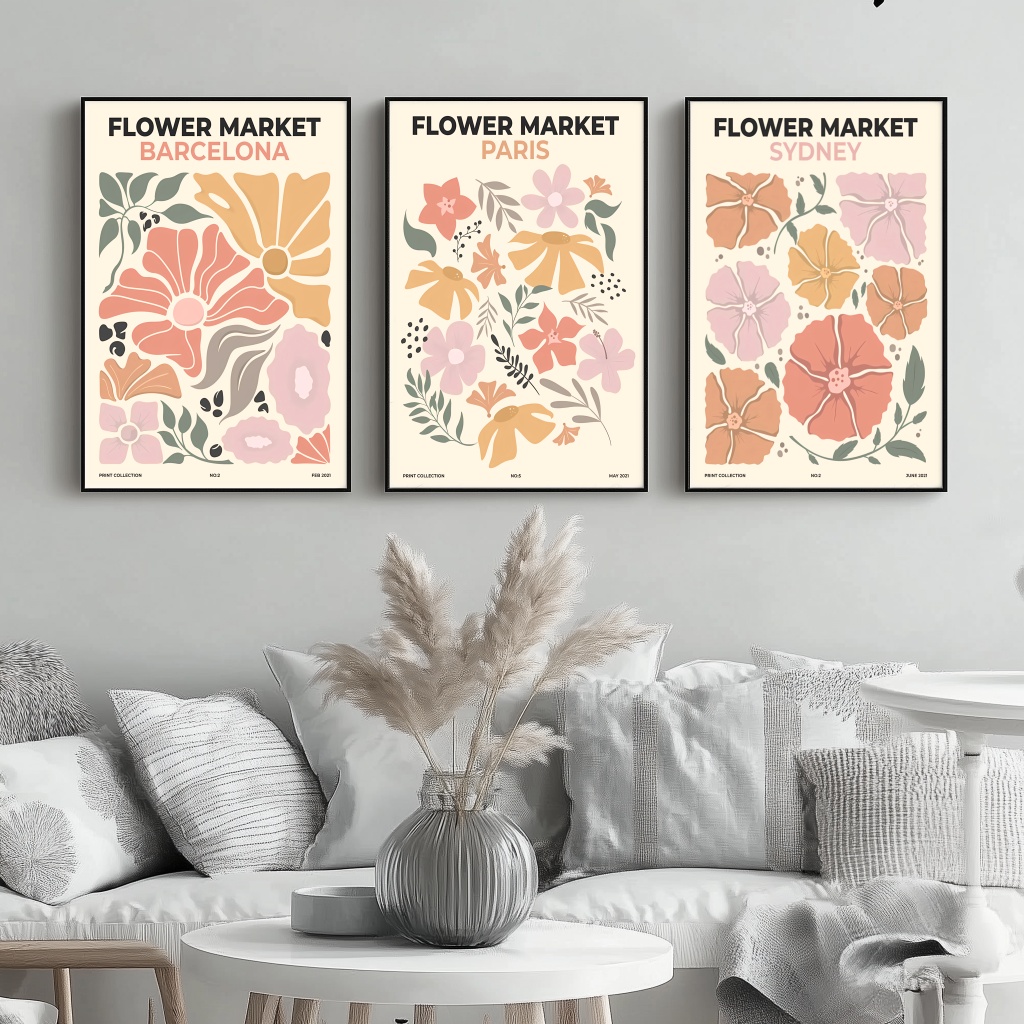 FLOWER MARKET
BARCELONA
PRINT COLLECTION NO:3 FEB 2021
FLOWER MARKET
PARIS
PRINT COLLECTION NO:5 MAY 2021
FLOWER MARKET
SYDNEY
PRINT COLLECTION NO:2 JUNE 2021